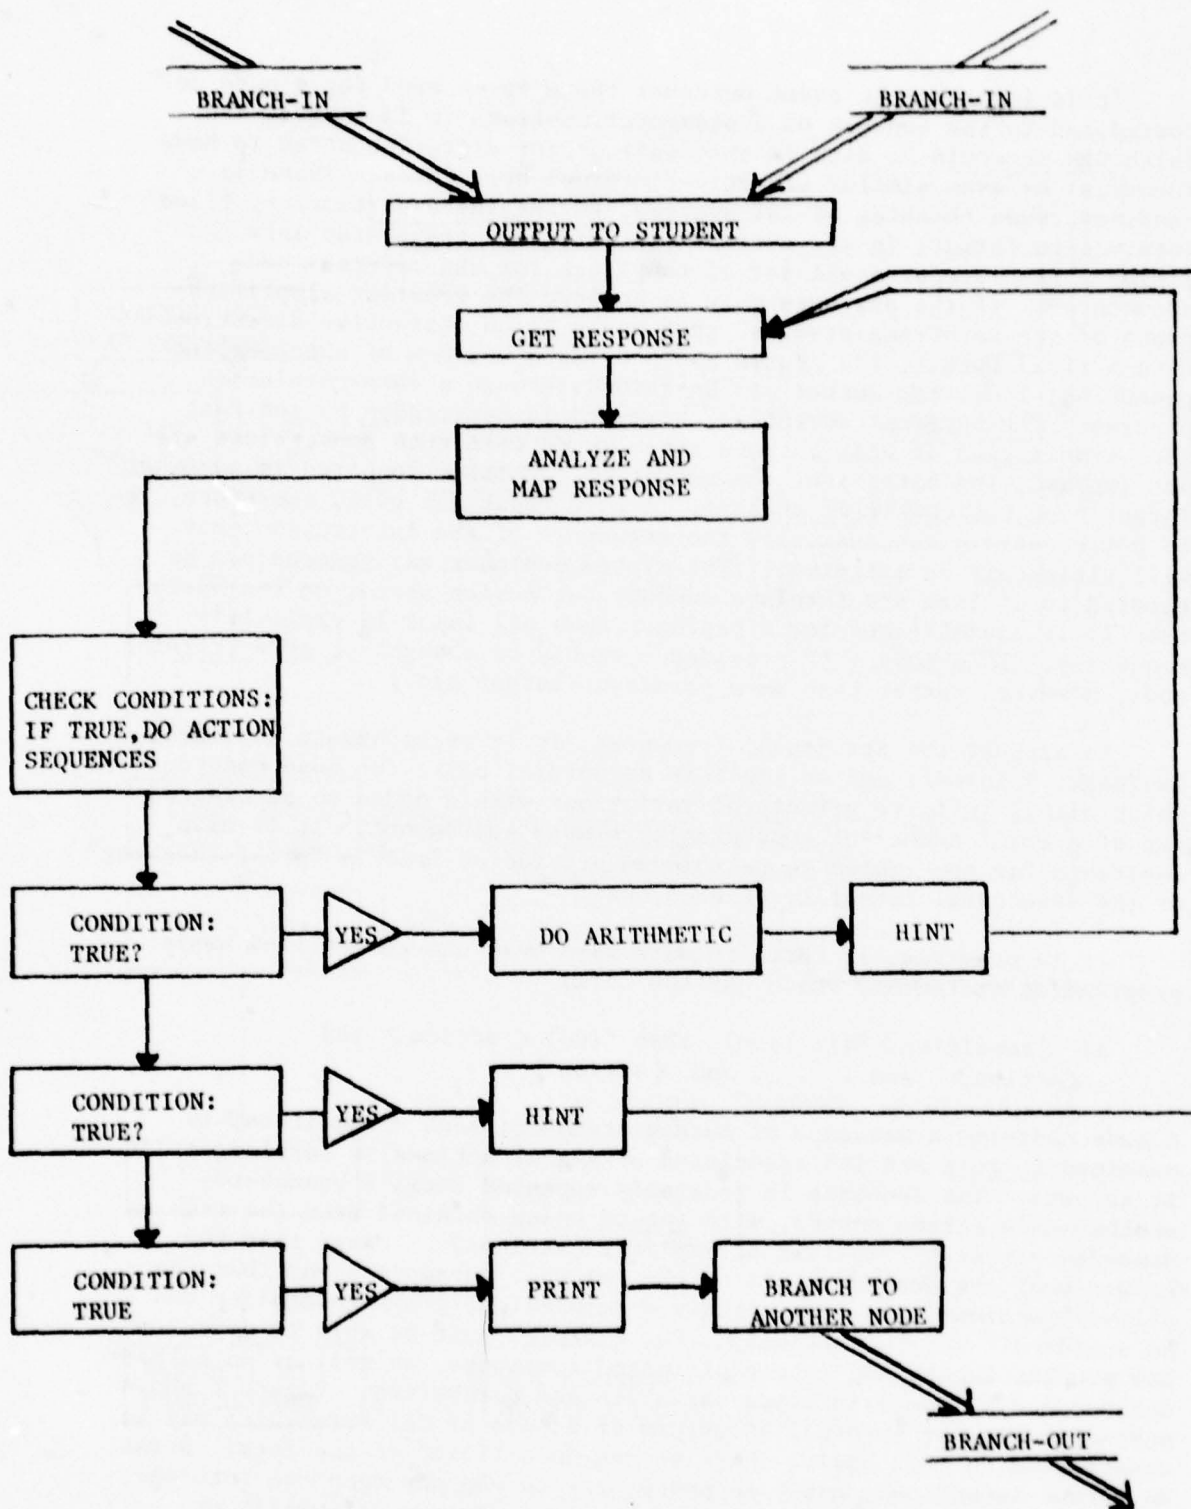 BRANCH-IN
BRANCH-IN
OUTPUT TO STUDENT
GET RESPONSE
ANALYZE AND
MAP RESPONSE
CHECK CONDITIONS:
IF TRUE,DO ACTION
SEQUENCES
CONDITION:
TRUE?
YES
DO ARITHMETIC
HINT
CONDITION:
TRUE?
YES
HINT
CONDITION:
TRUE
YES
PRINT
BRANCH TO
ANOTHER NODE
BRANCH-OUT